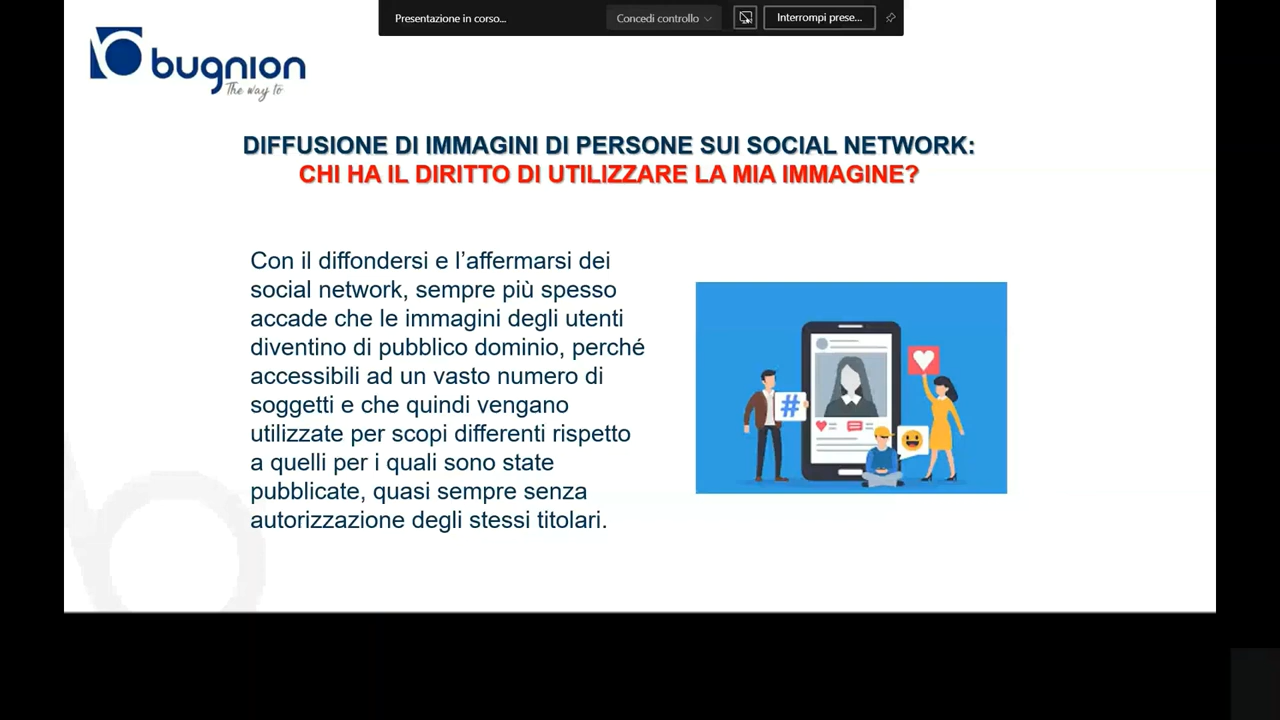 Presentazione in corso...
Concedi controllo
Interrompi prese...
bugnion
The way to
DIFFUSIONE DI IMMAGINI DI PERSONE SUI SOCIAL NETWORK:
CHI HA IL DIRITTO DI UTILIZZARE LA MIA IMMAGINE?
Con il diffondersi e l’affermarsi dei
social network, sempre più spesso
accade che le immagini degli utenti
diventino di pubblico dominio, perché
accessibili ad un vasto numero di
soggetti e che quindi vengano
utilizzate per scopi differenti rispetto
a quelli per i quali sono state
pubblicate, quasi sempre senza
autorizzazione degli stessi titolari.
#